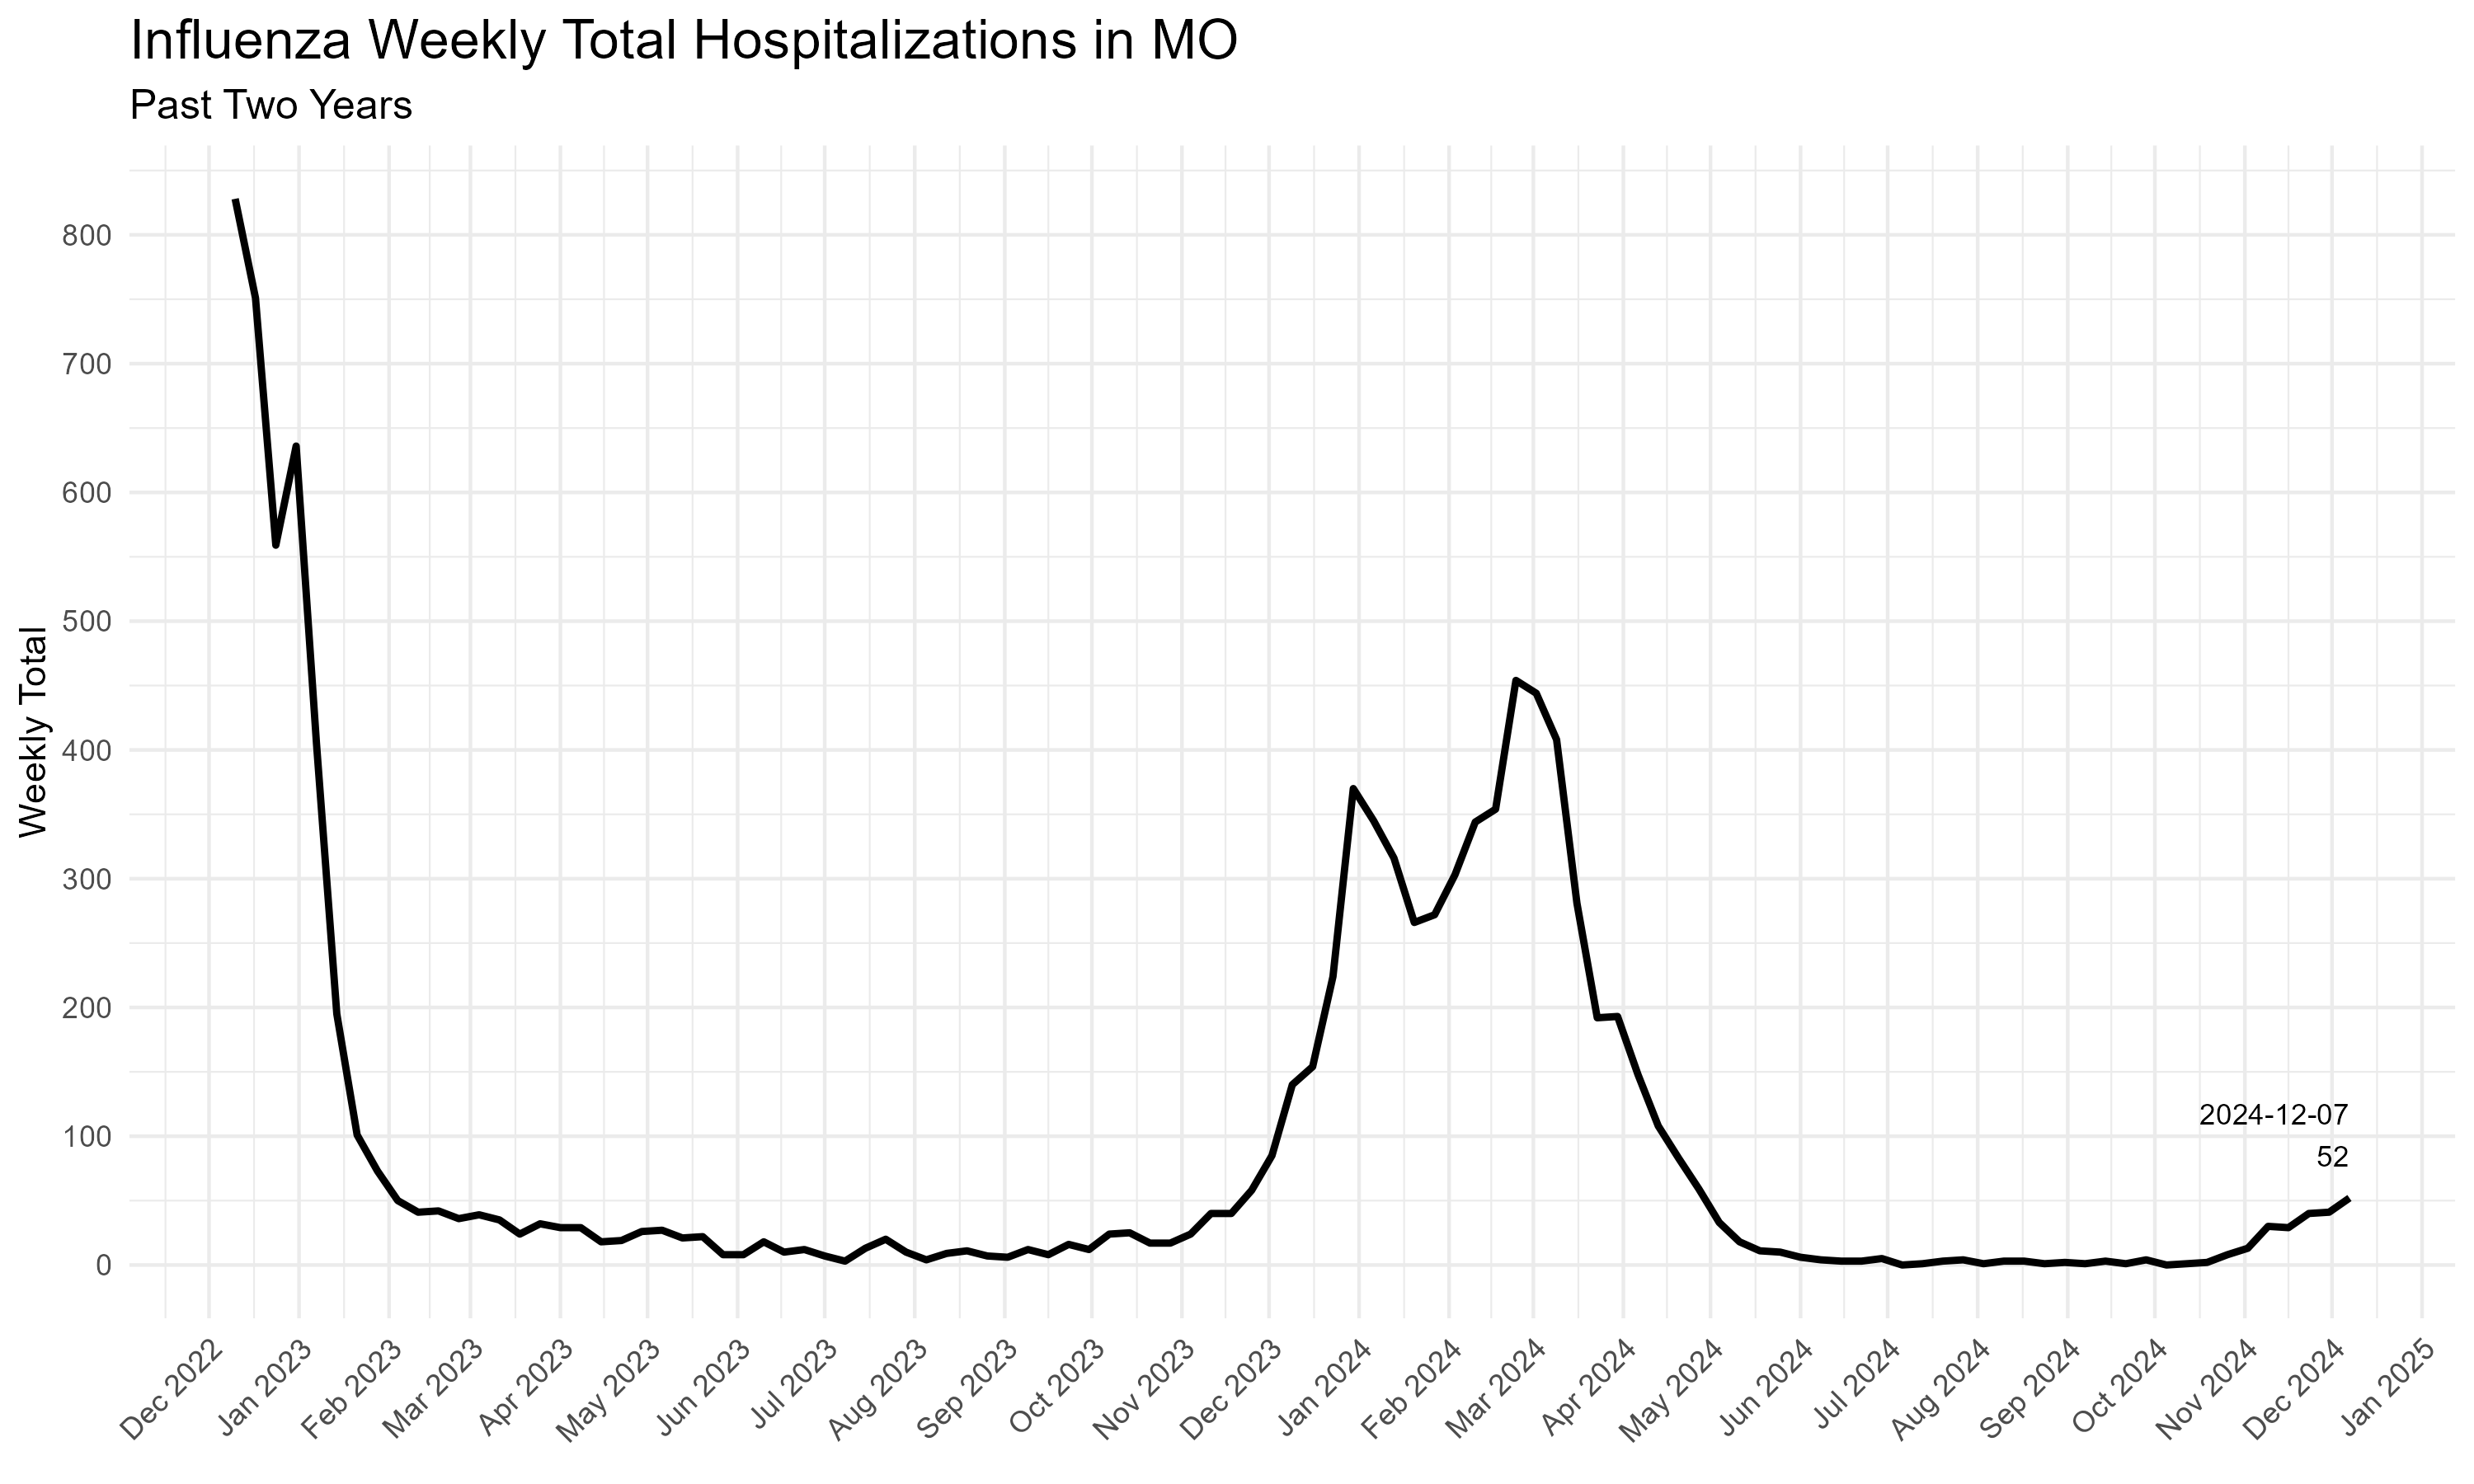 Influenza Weekly Total Hospitalizations in MO
Past Two Years
Weekly Total
800
700
600
500
400
300
200
100
0
2024-12-07
52
Dec 2022
Jan 2023
Feb 2023
Mar 2023
Apr 2023
May 2023
Jun 2023
Jul 2023
Aug 2023
Sep 2023
Oct 2023
Nov 2023
Dec 2023
Jan 2024
Feb 2024
Mar 2024
Apr 2024
May 2024
Jun 2024
Jul 2024
Aug 2024
Sep 2024
Oct 2024
Nov 2024
Dec 2024
Jan 2025